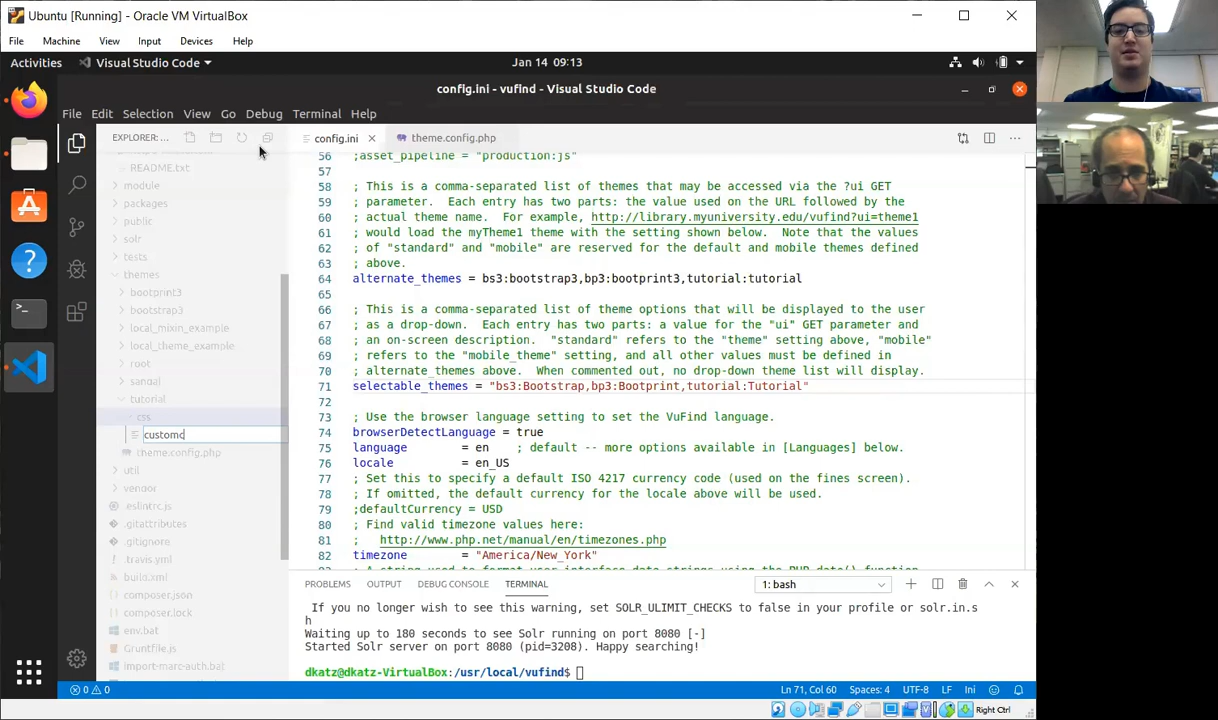 Ubuntu [Running] - Oracle VM VirtualBox
File Machine View Input Devices Help
Activities Visual Studio Code Jan 14 09:13
config.ini - vufind - Visual Studio Code
File Edit Selection View Go Debug Terminal Help
EXPLORER: ...
README.txt
module
packages
public
solr
tests
themes
bootprint3
bootstrap3
local_mixin_example
local_theme_example
root
sandal
tutorial
css
customc
theme.config.php
util
vendor
.eslintrc.js
.gitattributes
.gitignore
.travis.yml
build.xml
composer.json
composer.lock
env.bat
Gruntfile.js
import-marc-auth.bat
config.ini theme.config.php
56 ;asset_pipeline = "production:js"
57
58 ; This is a comma-separated list of themes that may be accessed via the ?ui GET
59 ; parameter. Each entry has two parts: the value used on the URL followed by the
60 ; actual theme name. For example, http://library.myuniversity.edu/vufind?ui=theme1
61 ; would load the myTheme1 theme with the setting shown below. Note that the values
62 ; of "standard" and "mobile" are reserved for the default and mobile themes defined
63 ; above.
64 alternate_themes = bs3:bootstrap3,bp3:bootprint3,tutorial:tutorial
65
66 ; This is a comma-separated list of theme options that will be displayed to the user
67 ; as a drop-down. Each entry has two parts: a value for the "ui" GET parameter and
68 ; an on-screen description. "standard" refers to the "theme" setting above, "mobile"
69 ; refers to the "mobile_theme" setting, and all other values must be defined in
70 ; alternate_themes above. When commented out, no drop-down theme list will display.
71 selectable_themes = "bs3:Bootstrap,bp3:Bootprint,tutorial:Tutorial"
72
73 ; Use the browser language setting to set the VuFind language.
74 browserDetectLanguage = true
75 language = en ; default -- more options available in [Languages] below.
76 locale = en_US
77 ; Set this to specify a default ISO 4217 currency code (used on the fines screen).
78 ; If omitted, the default currency for the locale above will be used.
79 ;defaultCurrency = USD
80 ; Find valid timezone values here:
81 ; http://www.php.net/manual/en/timezones.php
82 timezone = "America/New_York"
; A string used to format user interface date strings using the PHP date() function
PROBLEMS OUTPUT DEBUG CONSOLE TERMINAL 1: bash
If you no longer wish to see this warning, set SOLR_ULIMIT_CHECKS to false in your profile or solr.in.s
h
Waiting up to 180 seconds to see Solr running on port 8080 [-]
Started Solr server on port 8080 (pid=3208). Happy searching!
dkatz@dkatz-VirtualBox:/usr/local/vufind$
0 0 Ln 71, Col 60 Spaces: 4 UTF-8 LF Ini
Right Ctrl